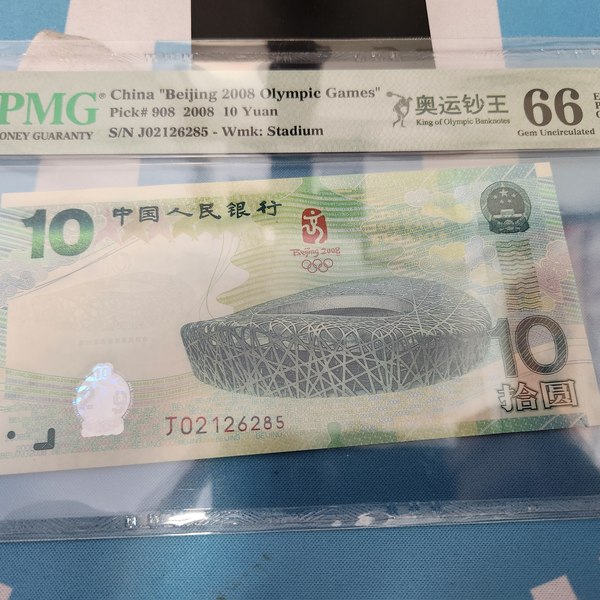 PMG
MONEY GUARANTY
China "Beijing 2008 Olympic Games"
Pick# 908 2008 10 Yuan
S/N J02126285 - Wmk: Stadium
奥运钞王
King of Olympic Banknotes
66
Gem Uncirculated
E
P
10
中国人民银行
Beijing 2008
10
拾圆
J02126285